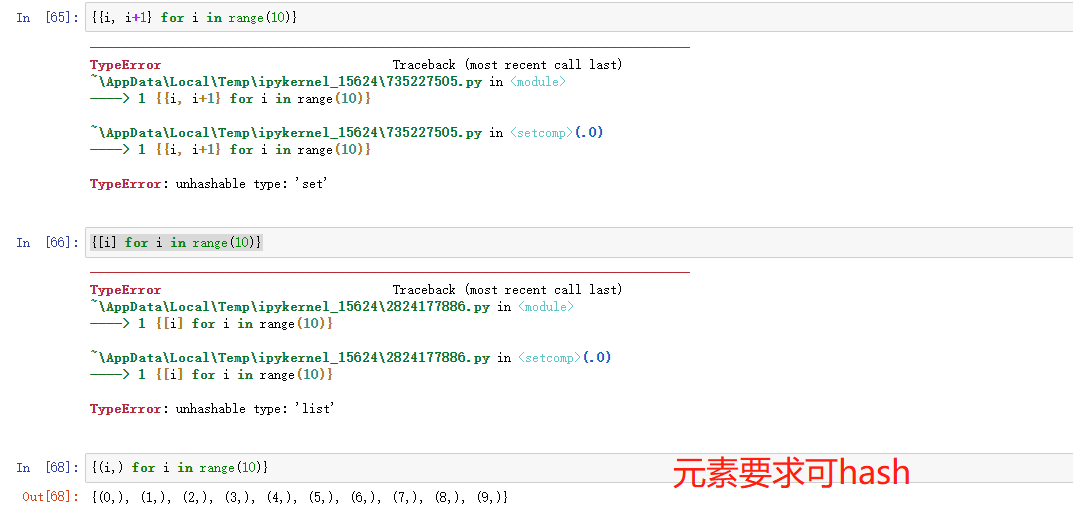 In [65]: {{i, i+1} for i in range(10)}
TypeError Traceback (most recent call last)
~\AppData\Local\Temp\ipykernel_15624\735227505.py in <module>
----> 1 {{i, i+1} for i in range(10)}
~\AppData\Local\Temp\ipykernel_15624\735227505.py in <setcomp>(.0)
----> 1 {{i, i+1} for i in range(10)}
TypeError: unhashable type: 'set'
In [66]: {[i] for i in range(10)}
TypeError Traceback (most recent call last)
~\AppData\Local\Temp\ipykernel_15624\2824177886.py in <module>
----> 1 {[i] for i in range(10)}
~\AppData\Local\Temp\ipykernel_15624\2824177886.py in <setcomp>(.0)
----> 1 {[i] for i in range(10)}
TypeError: unhashable type: 'list'
In [68]: {(i,) for i in range(10)}
元素要求可hash
Out[68]: {(0,), (1,), (2,), (3,), (4,), (5,), (6,), (7,), (8,), (9,)}